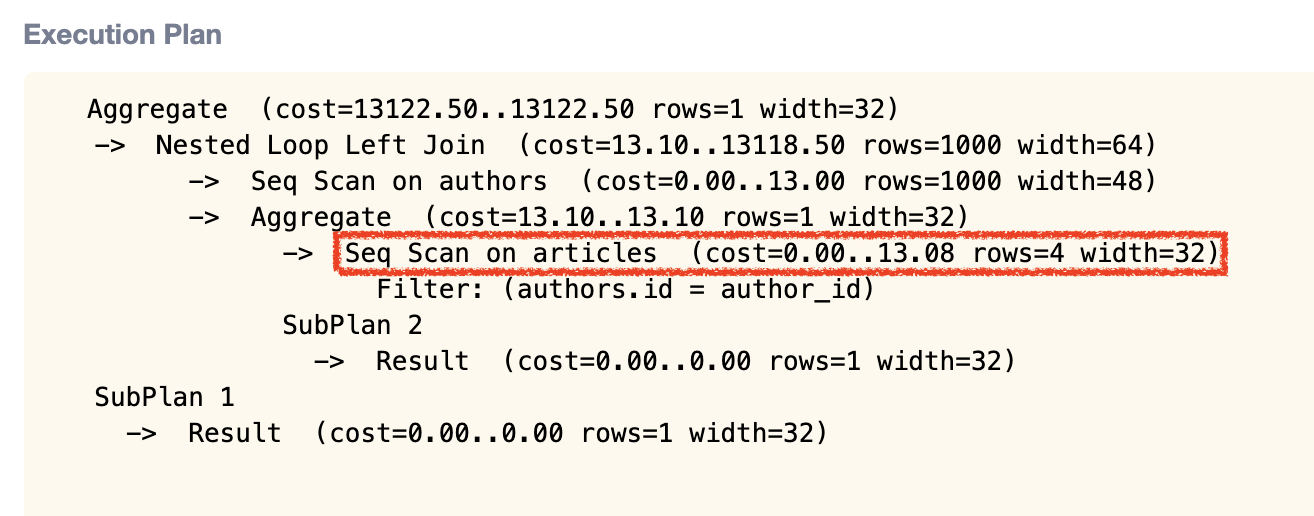 Execution Plan
Aggregate  (cost=13122.50..13122.50 rows=1 width=32)
->  Nested Loop Left Join  (cost=13.10..13118.50 rows=1000 width=64)
->  Seq Scan on authors  (cost=0.00..13.00 rows=1000 width=48)
->  Aggregate  (cost=13.10..13.10 rows=1 width=32)
->  Seq Scan on articles  (cost=0.00..13.08 rows=4 width=32)
Filter: (authors.id = author_id)
SubPlan 2
->  Result  (cost=0.00..0.00 rows=1 width=32)
SubPlan 1
->  Result  (cost=0.00..0.00 rows=1 width=32)